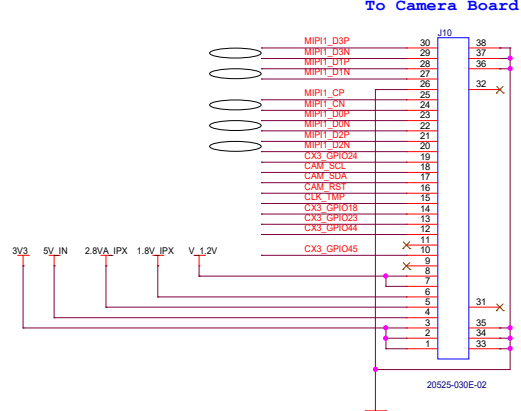 To Camera Board
J10
MIPI1_D3P 30 38
MIPI1_D3N 29 37
MIPI1_D1P 28 36
MIPI1_D1N 27
26 32
MIPI1_CP 25
MIPI1_CN 24
MIPI1_D0P 23
MIPI1_D0N 22
MIPI1_D2P 21
MIPI1_D2N 20
CX3_GPIO24 19
CAM_SCL 18
CAM_SDA 17
CAM_RST 16
CLK_TMP 15
CX3_GPIO18 14
CX3_GPIO23 13
CX3_GPIO44 12
11
3V3 5V_IN 2.8VA_IPX 1.8V_IPX V_1.2V CX3_GPIO45 10
9
8
7
6
5 31
4
3 35
2 34
1 33
20525-030E-02